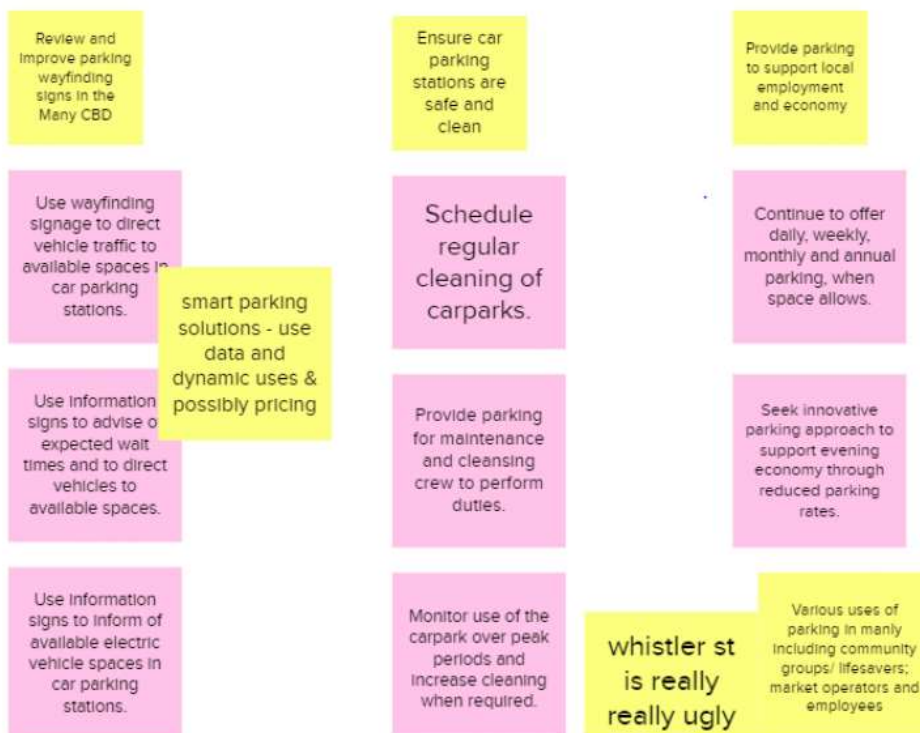 Review and
improve parking
wayfinding
signs in the
Many CBD
Use wayfinding
signage to direct
vehicle traffic to
available spaces in
car parking
stations.
smart parking
solutions - use
data and
dynamic uses &
possibly pricing
Use information
signs to advise of
expected wait
times and to direct
vehicles to
available spaces.
Use information
signs to inform of
available electric
vehicle spaces in
car parking
stations.
Ensure car
parking
stations are
safe and
clean
Schedule
regular
cleaning of
carparks.
Provide parking
for maintenance
and cleansing
crew to perform
duties.
Monitor use of the
carpark over peak
periods and
increase cleaning
when required.
Provide parking
to support local
employment
and economy
Continue to offer
daily, weekly,
monthly and annual
parking, when
space allows.
Seek innovative
parking approach to
support evening
economy through
reduced parking
rates.
whistler st
is really
really ugly
Various uses of
parking in manly
including community
groups/ lifesavers;
market operators and
employees